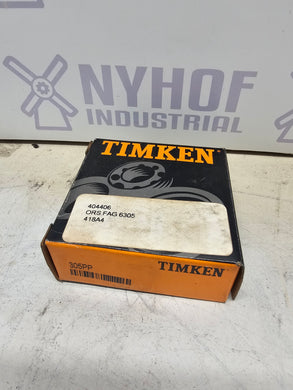 NYHOF
INDUSTRIAL
TIMKEN
404406
ORS.FAG 6305
418A4
305PP
TIMKEN